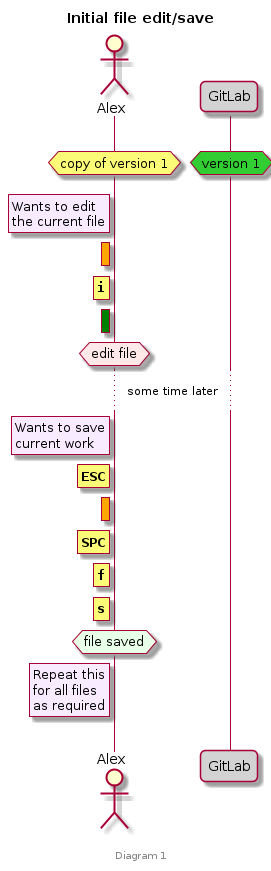 Initial file edit/save
Alex
GitLab
copy of version 1
version 1
Wants to edit
the current file
i
edit file
some time later
Wants to save
current work
ESC
SPC
f
s
file saved
Repeat this
for all files
as required
Alex
GitLab
Diagram 1